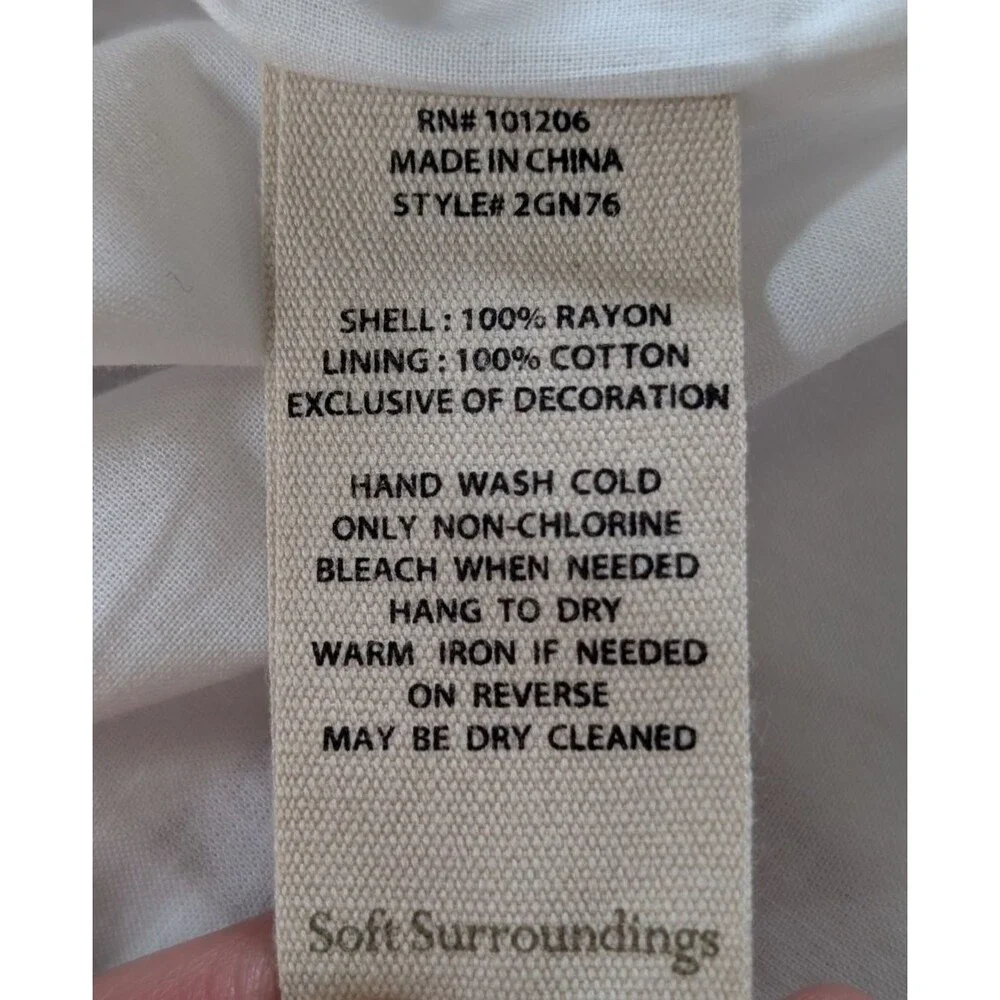 RN# 101206
MADE IN CHINA
STYLE# 2GN76
SHELL : 100% RAYON
LINING : 100% COTTON
EXCLUSIVE OF DECORATION
HAND WASH COLD
ONLY NON-CHLORINE
BLEACH WHEN NEEDED
HANG TO DRY
WARM IRON IF NEEDED
ON REVERSE
MAY BE DRY CLEANED
Soft Surroundings